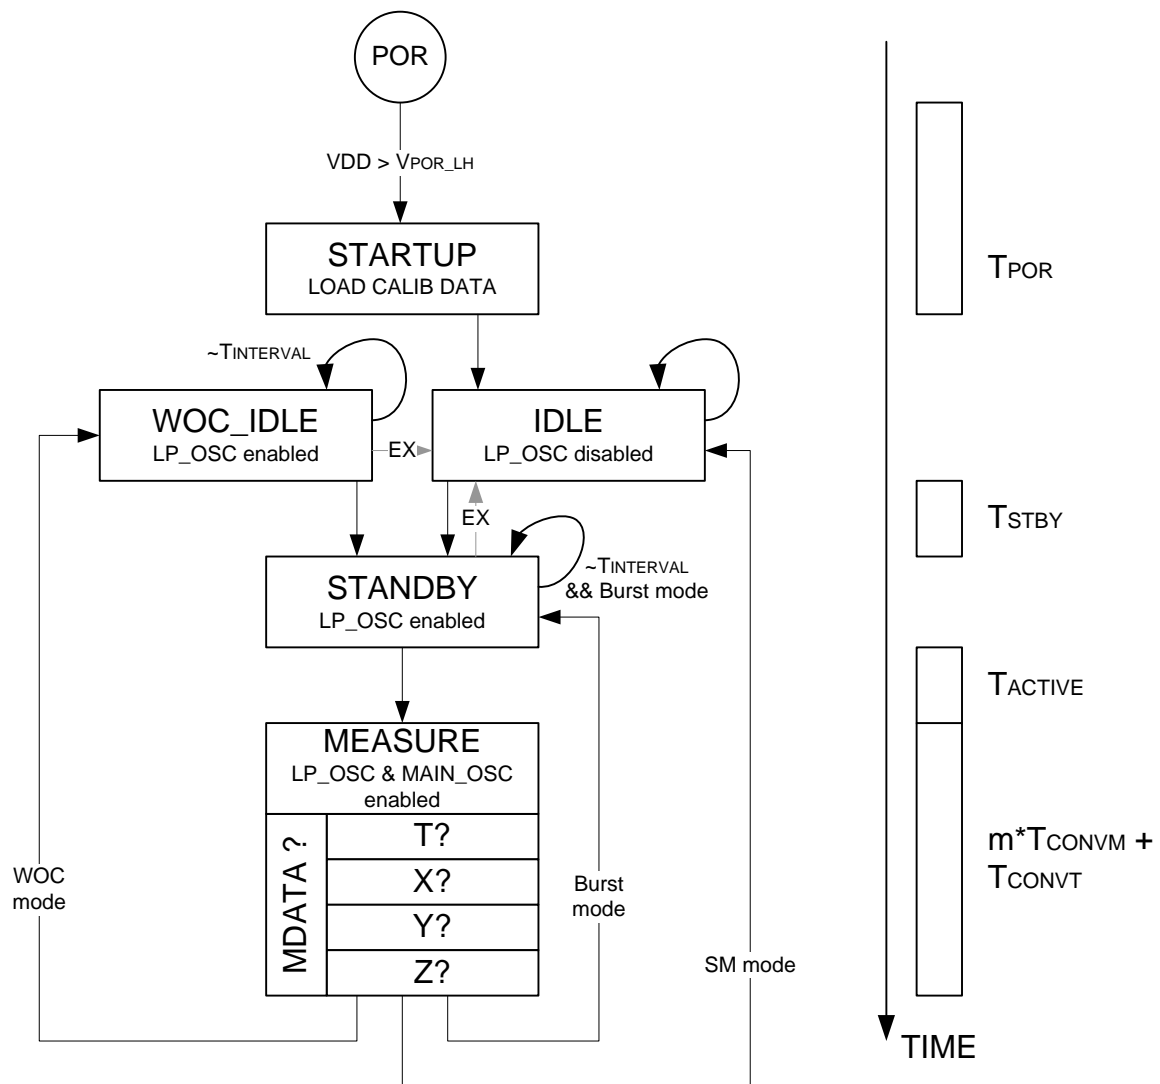 POR
VDD > VPOR_LH
STARTUP
LOAD CALIB DATA
TPOR
~TINTERVAL
WOC_IDLE
LP_OSC enabled
EX
IDLE
LP_OSC disabled
TSTBY
EX
STANDBY
LP_OSC enabled
~TINTERVAL
&& Burst mode
TACTIVE
MEASURE
LP_OSC & MAIN_OSC
enabled
MDATA ?
T?
X?
Y?
Z?
m*TCONVM +
TCONVT
WOC
mode
Burst
mode
SM mode
TIME